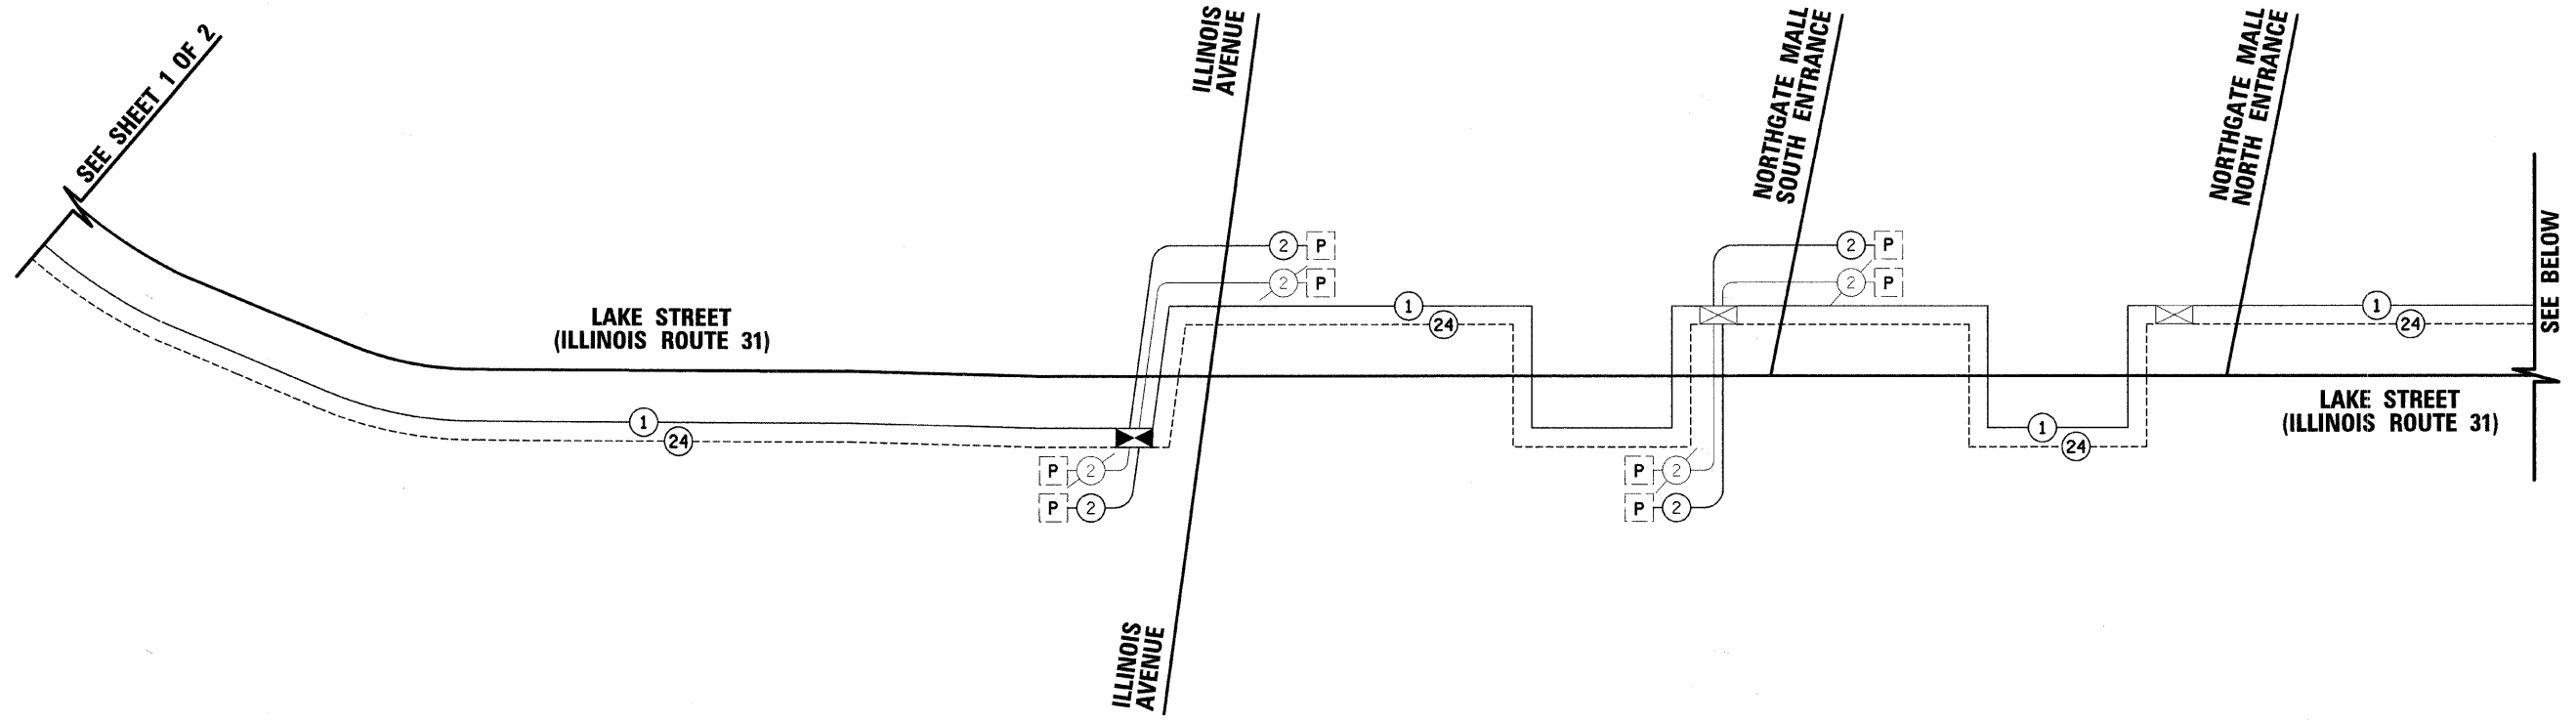 SEE SHEET 1 OF 2
ILLINOIS
AVENUE
NORTHGATE MALL
SOUTH ENTRANCE
NORTHGATE MALL
NORTH ENTRANCE
SEE BELOW
2 P
2 P
2 P
2 P
LAKE STREET
(ILLINOIS ROUTE 31)
1
24
1
24
1
24
1
24
P 2
P 2
P 2
P 2
LAKE STREET
(ILLINOIS ROUTE 31)
ILLINOIS
AVENUE